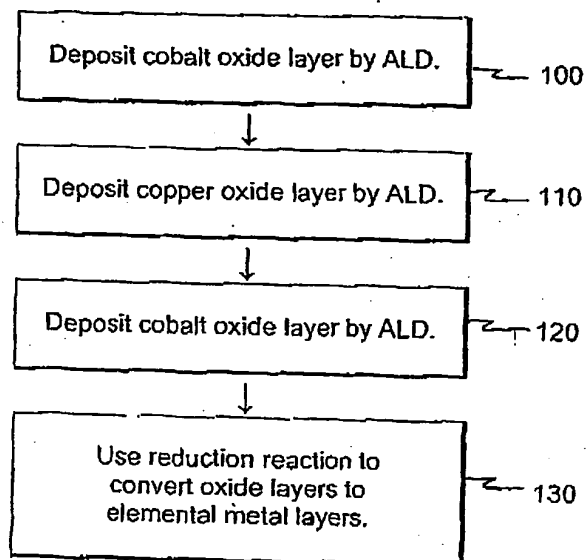 Deposit cobalt oxide layer by ALD.
100
Deposit copper oxide layer by ALD.
110
Deposit cobalt oxide layer by ALD.
120
Use reduction reaction to
convert oxide layers to
elemental metal layers.
130